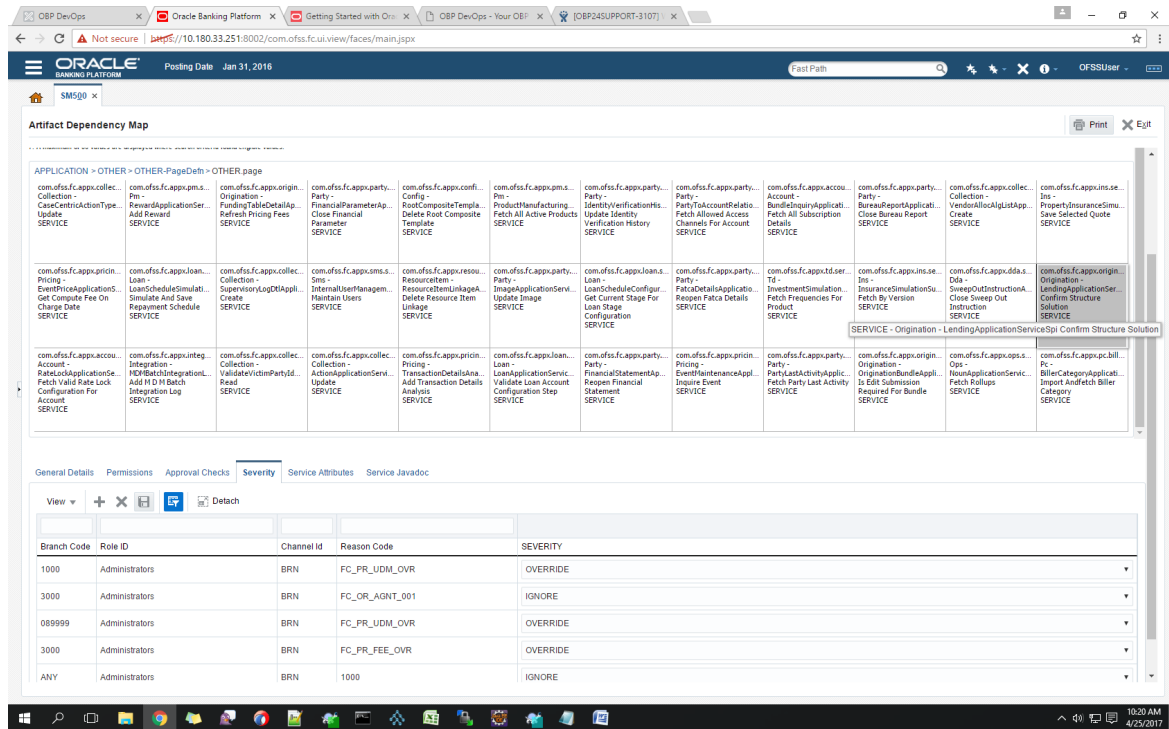 OBP DevOps
Oracle Banking Platform
Getting Started with Ora
OBP DevOps - Your OBP
[OBP24SUPPORT-3107] V
Not secure | https://10.180.33.251:8002/com.ofss.fc.ui.view/faces/main.jspx
ORACLE
BANKING PLATFORM
Posting Date Jan 31, 2016
Fast Path
OFSSUser
SM500
Artifact Dependency Map
Print
Exit
APPLICATION > OTHER > OTHER-PageDefn > OTHER.page
com.ofss.fc.appx.collec...
Collection -
CaseCentricActionType...
Update
SERVICE
com.ofss.fc.appx.pm.s...
Pm -
RewardApplicationSer...
Add Reward
SERVICE
com.ofss.fc.appx.origin...
Origination -
FundingTableDetailAp...
Refresh Pricing Fees
SERVICE
com.ofss.fc.appx.party....
Party -
FinancialParameterAp...
Close Financial
Parameter
SERVICE
com.ofss.fc.appx.confi...
Config -
RootCompositeTempla...
Delete Root Composite
Template
SERVICE
com.ofss.fc.appx.pm.s...
Pm -
ProductManufacturing...
Fetch All Active Products
SERVICE
com.ofss.fc.appx.party....
Party -
IdentityVerificationHis...
Update Identity
Verification History
SERVICE
com.ofss.fc.appx.party....
Party -
PartyToAccountRelatio...
Fetch Allowed Access
Channels For Account
SERVICE
com.ofss.fc.appx.accou...
Account -
BundleInquiryApplicati...
Fetch All Subscription
Details
SERVICE
com.ofss.fc.appx.party....
Party -
BureauReportApplicati...
Close Bureau Report
SERVICE
com.ofss.fc.appx.collec...
Collection -
VendorAllocAlgListApp...
Create
SERVICE
com.ofss.fc.appx.ins.se...
Ins -
PropertyInsuranceSimu...
Save Selected Quote
SERVICE
com.ofss.fc.appx.pricin...
Pricing -
EventPriceApplicationS...
Get Compute Fee On
Charge Date
SERVICE
com.ofss.fc.appx.loan....
Loan -
LoanScheduleSimulati...
Simulate And Save
Repayment Schedule
SERVICE
com.ofss.fc.appx.collec...
Collection -
SupervisoryLogDtlAppli...
Create
SERVICE
com.ofss.fc.appx.sms.s...
Sms -
InternalUserManagem...
Maintain Users
SERVICE
com.ofss.fc.appx.resou...
Resourceitem -
ResourceItemLinkageA...
Delete Resource Item
Linkage
SERVICE
com.ofss.fc.appx.party....
Party -
ImageApplicationServi...
Update Image
SERVICE
com.ofss.fc.appx.loan.s...
Loan -
LoanScheduleConfigur...
Get Current Stage For
Loan Stage
Configuration
SERVICE
com.ofss.fc.appx.party....
Party -
FatcaDetailsApplicatio...
Reopen Fatca Details
SERVICE
com.ofss.fc.appx.td.ser...
Td -
InvestmentSimulation...
Fetch Frequencies For
Product
SERVICE
com.ofss.fc.appx.ins.se...
Ins -
InsuranceSimulationSu...
Fetch By Version
SERVICE
com.ofss.fc.appx.dda.s...
Dda -
SweepOutInstructionA...
Close Sweep Out
Instruction
SERVICE
com.ofss.fc.appx.origin...
Origination -
LendingApplicationSer...
Confirm Structure
Solution
SERVICE
SERVICE - Origination - LendingApplicationServiceSpi Confirm Structure Solution
com.ofss.fc.appx.accou...
Account -
RateLockApplicationSe...
Fetch Valid Rate Lock
Configuration For
Account
SERVICE
com.ofss.fc.appx.integ...
Integration -
MDMBatchIntegrationL...
Add M D M Batch
Integration Log
SERVICE
com.ofss.fc.appx.collec...
Collection -
ValidateVictimPartyId...
Read
SERVICE
com.ofss.fc.appx.collec...
Collection -
ActionApplicationServi...
Update
SERVICE
com.ofss.fc.appx.pricin...
Pricing -
TransactionDetailsAna...
Add Transaction Details
Analysis
SERVICE
com.ofss.fc.appx.loan....
Loan -
LoanApplicationServic...
Validate Loan Account
Configuration Step
SERVICE
com.ofss.fc.appx.party....
Party -
FinancialStatementAp...
Reopen Financial
Statement
SERVICE
com.ofss.fc.appx.pricin...
Pricing -
EventMaintenanceAppl...
Inquire Event
SERVICE
com.ofss.fc.appx.party....
Party -
PartyLastActivityApplic...
Fetch Party Last Activity
SERVICE
com.ofss.fc.appx.origin...
Origination -
OriginationBundleAppli...
Is Edit Submission
Required For Bundle
SERVICE
com.ofss.fc.appx.ops.s...
Ops -
NounApplicationServic...
Fetch Rollups
SERVICE
com.ofss.fc.appx.pc.bill...
Pc -
BillerCategoryApplicati...
Import Andfetch Biller
Category
SERVICE
General Details Permissions Approval Checks Severity Service Attributes Service Javadoc
View Detach
Branch Code Role ID Channel Id Reason Code SEVERITY
1000 Administrators BRN FC_PR_UDM_OVR OVERRIDE
3000 Administrators BRN FC_OR_AGNT_001 IGNORE
089999 Administrators BRN FC_PR_UDM_OVR OVERRIDE
3000 Administrators BRN FC_PR_FEE_OVR OVERRIDE
ANY Administrators BRN 1000 IGNORE
10:20 AM
4/25/2017